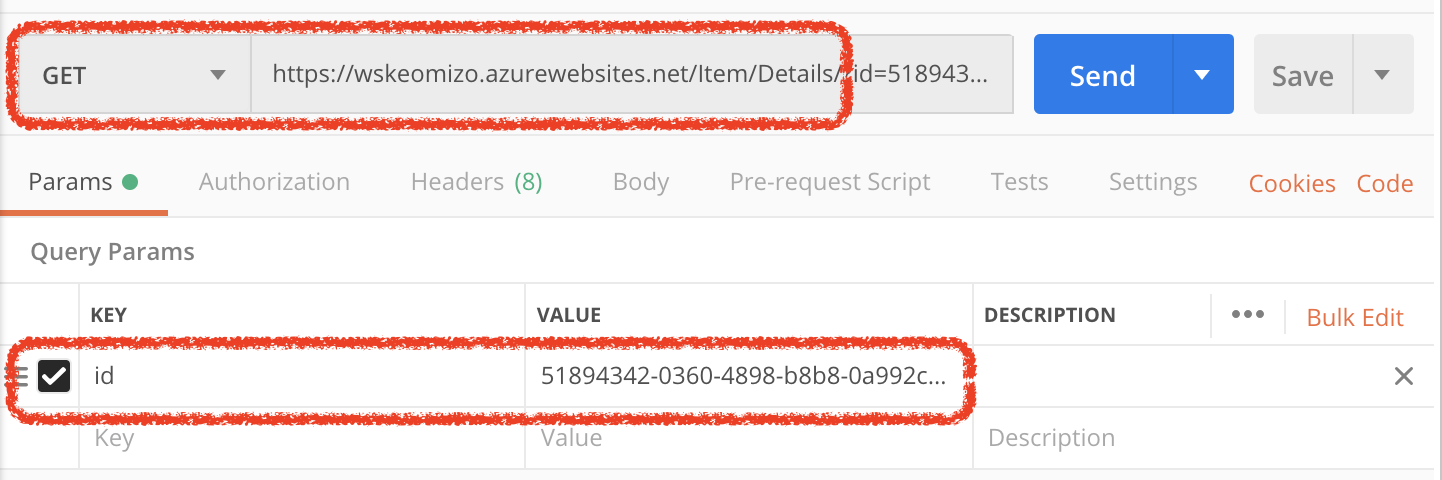 GET https://wskeomizo.azurewebsites.net/Item/Details/?id=518943... Send Save
Params Authorization Headers (8) Body Pre-request Script Tests Settings Cookies Code
Query Params
KEY VALUE DESCRIPTION ••• Bulk Edit
id 51894342-0360-4898-b8b8-0a992c...
Key Value Description